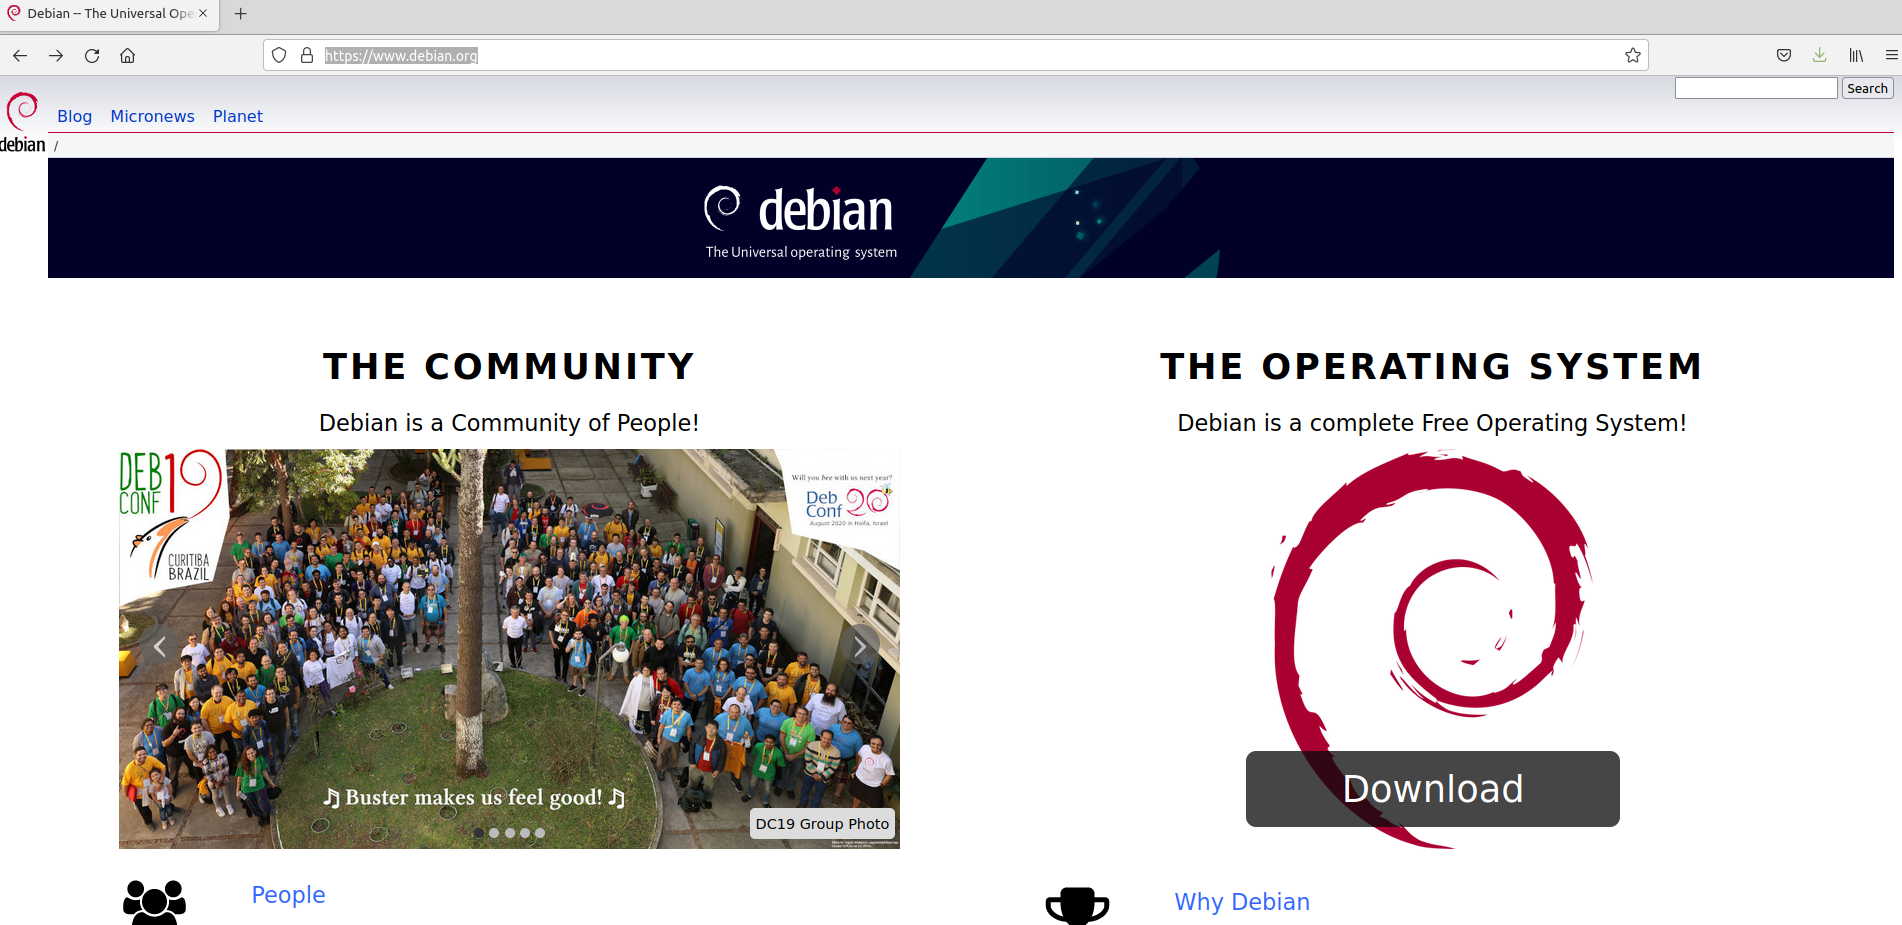 Debian -- The Universal Ope
https://www.debian.org
Search
Blog Micronews Planet
debian /
debian
The Universal operating system
THE COMMUNITY
Debian is a Community of People!
DEB
CONF 19
CURITIBA
BRAZIL
Will you bee with us next year?
Deb
Conf 20
August 2020 in Haifa, Israel
♫ Buster makes us feel good! ♫
DC19 Group Photo
People
THE OPERATING SYSTEM
Debian is a complete Free Operating System!
Download
Why Debian